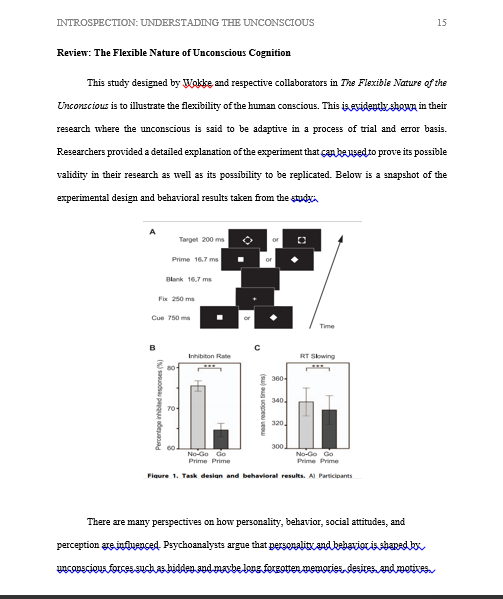 INTROSPECTION: UNDERSTADING THE UNCONSCIOUS 15
Review: The Flexible Nature of Unconscious Cognition
This study designed by Wokke and respective collaborators in The Flexible Nature of the
Unconscious is to illustrate the flexibility of the human conscious. This is evidently shown in their
research where the unconscious is said to be adaptive in a process of trial and error basis.
Researchers provided a detailed explanation of the experiment that can be used to prove its possible
validity in their research as well as its possibility to be replicated. Below is a snapshot of the
experimental design and behavioral results taken from the study:
A
Target 200 ms or
Prime 16,7 ms or
Blank 16,7 ms
Fix 250 ms
Cue 750 ms or
Time
B C
Inhibiton Rate RT Slowing
*** ***
Percentage inhibited responses (%)
80
70
60
mean reaction time (ms)
360
340
320
300
No-Go Go No-Go Go
Prime Prime Prime Prime
Figure 1. Task design and behavioral results. A) Participants
There are many perspectives on how personality, behavior, social attitudes, and
perception are influenced. Psychoanalysts argue that personality and behavior is shaped by
unconscious forces such as hidden and maybe long forgotten memories, desires, and motives.